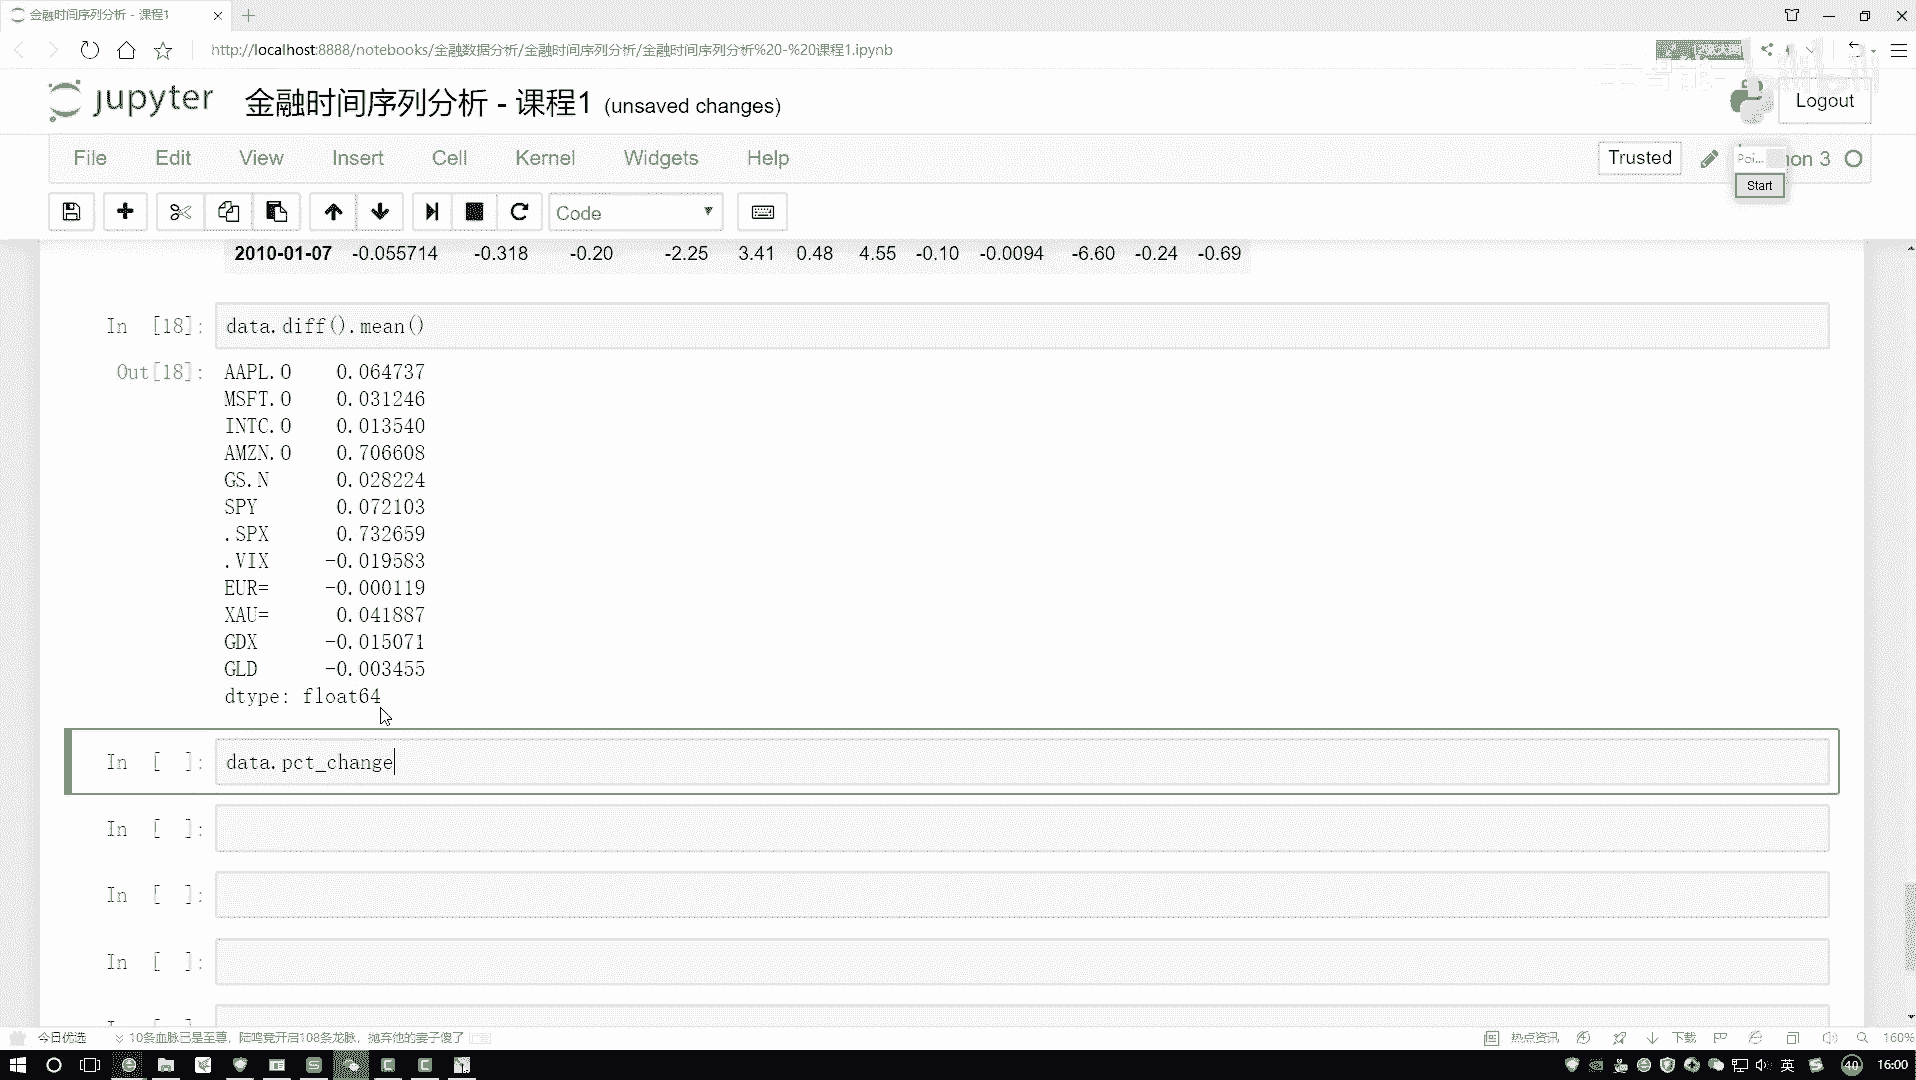 金融时间序列分析 - 课程1
http://localhost:8888/notebooks/金融数据分析/金融时间序列分析/金融时间序列分析%20-%20课程1.ipynb
jupyter 金融时间序列分析 - 课程1 (unsaved changes)
Logout
File Edit View Insert Cell Kernel Widgets Help
Trusted
Poi... hon 3
Start
Code
2010-01-07 -0.055714 -0.318 -0.20 -2.25 3.41 0.48 4.55 -0.10 -0.0094 -6.60 -0.24 -0.69
In [18]: data.diff().mean()
Out[18]: AAPL.O 0.064737
MSFT.O 0.031246
INTC.O 0.013540
AMZN.O 0.706608
GS.N 0.028224
SPY 0.072103
.SPX 0.732659
.VIX -0.019583
EUR= -0.000119
XAU= 0.041887
GDX -0.015071
GLD -0.003455
dtype: float64
In [ ]: data.pct_change
In [ ]:
In [ ]:
In [ ]:
今日优选 10条血脉已是至尊，陆鸣竟开启108条龙脉，抛弃他的妻子傻了
热点资讯 下载 160%
英 40 16:00